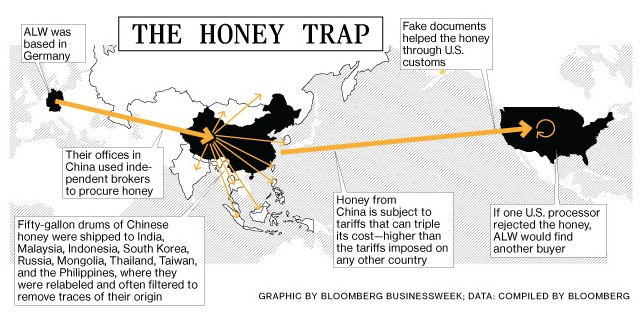 THE HONEY TRAP
ALW was
based in
Germany
Fake documents
helped the honey
through U.S.
customs
Their offices in
China used inde-
pendent brokers
to procure honey
Fifty-gallon drums of Chinese
honey were shipped to India,
Malaysia, Indonesia, South Korea,
Russia, Mongolia, Thailand, Taiwan,
and the Philippines, where they
were relabeled and often filtered to
remove traces of their origin
Honey from
China is subject to
tariffs that can triple
its cost—higher than
the tariffs imposed on
any other country
If one U.S. processor
rejected the honey,
ALW would find
another buyer
GRAPHIC BY BLOOMBERG BUSINESSWEEK; DATA: COMPILED BY BLOOMBERG